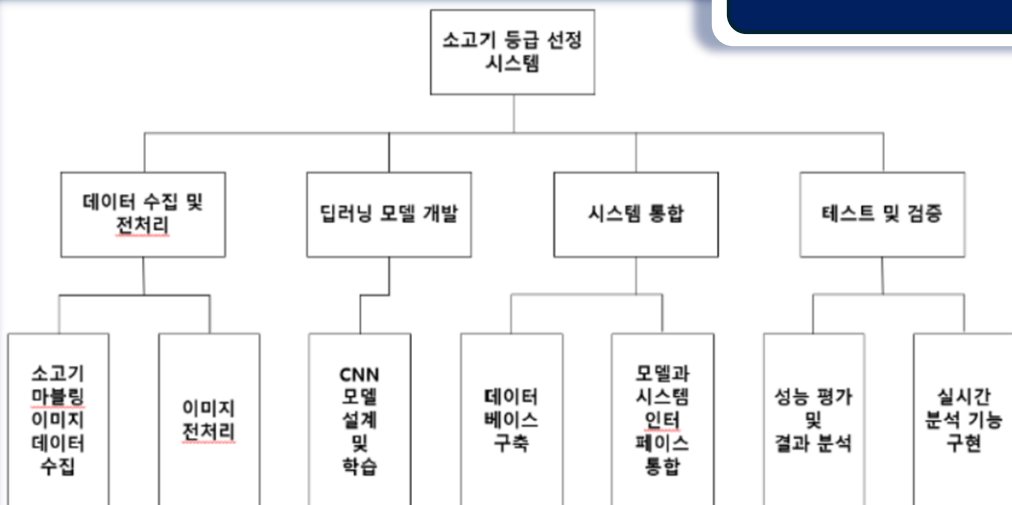 소고기 등급 선정
시스템
데이터 수집 및
전처리
딥러닝 모델 개발
시스템 통합
테스트 및 검증
소고기
마블링
이미지
데이터
수집
이미지
전처리
CNN
모델
설계
및
학습
데이터
베이스
구축
모델과
시스템
인터
페이스
통합
성능 평가
및
결과 분석
실시간
분석 기능
구현